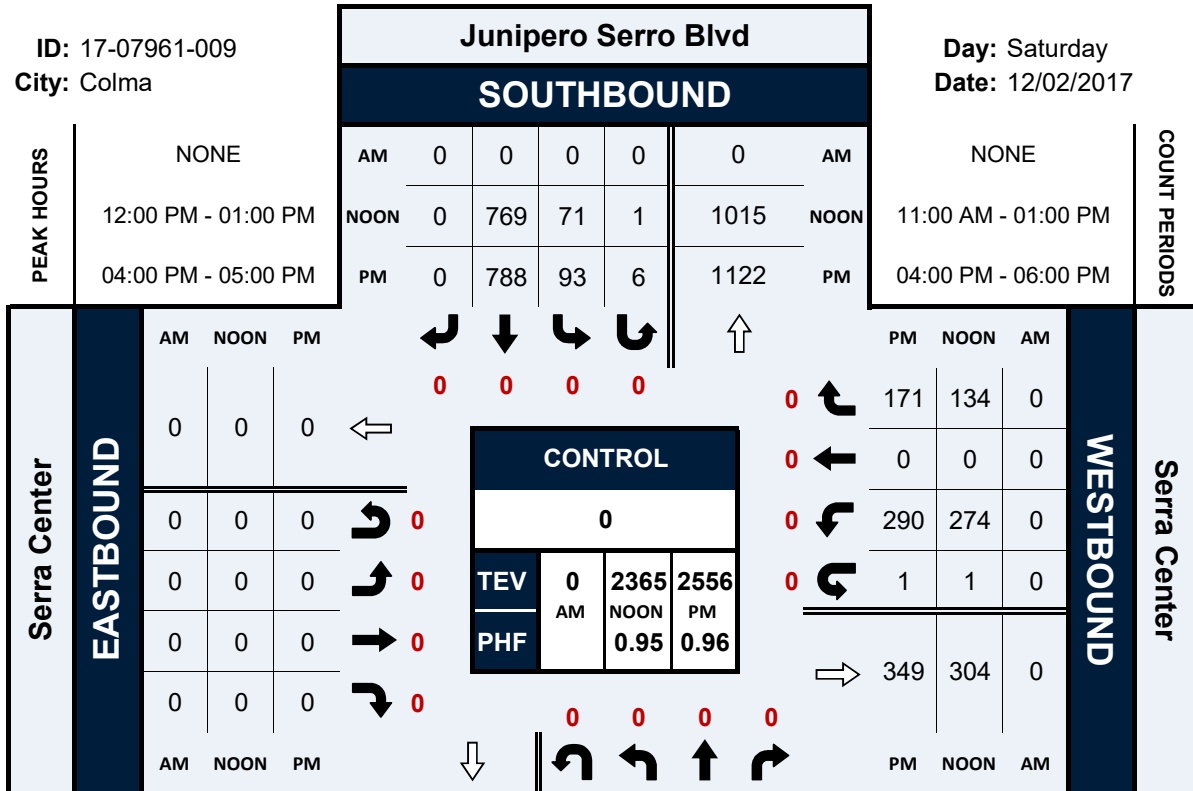 ID: 17-07961-009
City: Colma
Junipero Serro Blvd
SOUTHBOUND
Day: Saturday
Date: 12/02/2017
PEAK HOURS
NONE
12:00 PM - 01:00 PM
04:00 PM - 05:00 PM
AM 0 0 0 0 0 AM
NOON 0 769 71 1 1015 NOON
PM 0 788 93 6 1122 PM
NONE
11:00 AM - 01:00 PM
04:00 PM - 06:00 PM
COUNT PERIODS
Serra Center
EASTBOUND
AM NOON PM
0 0 0
0 0 0 0
0 0 0 0
0 0 0 0
0 0 0 0
AM NOON PM
0 0 0 0
CONTROL
0
TEV 0 2365 2556
AM NOON PM
PHF 0.95 0.96
0 0 0 0
PM NOON AM
0 171 134 0
0 0 0 0
0 290 274 0
0 1 1 0
349 304 0
PM NOON AM
WESTBOUND
Serra Center